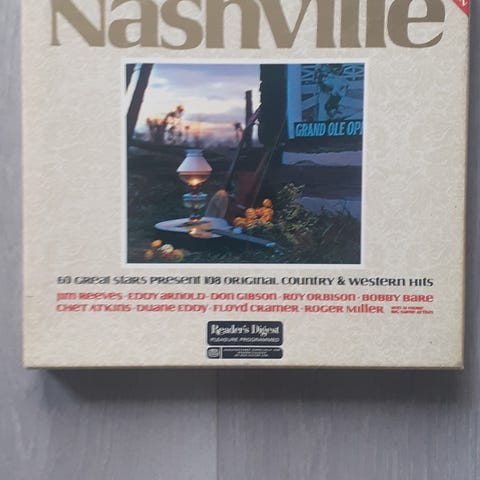 Nashville
GRAND OLE OP
60 Great Stars Present 108 Original Country & Western Hits
Jim Reeves · Eddy Arnold · Don Gibson · Roy Orbison · Bobby Bare
Chet Atkins · Duane Eddy · Floyd Cramer · Roger Miller
Reader's Digest
PLEASURE PROGRAMMED